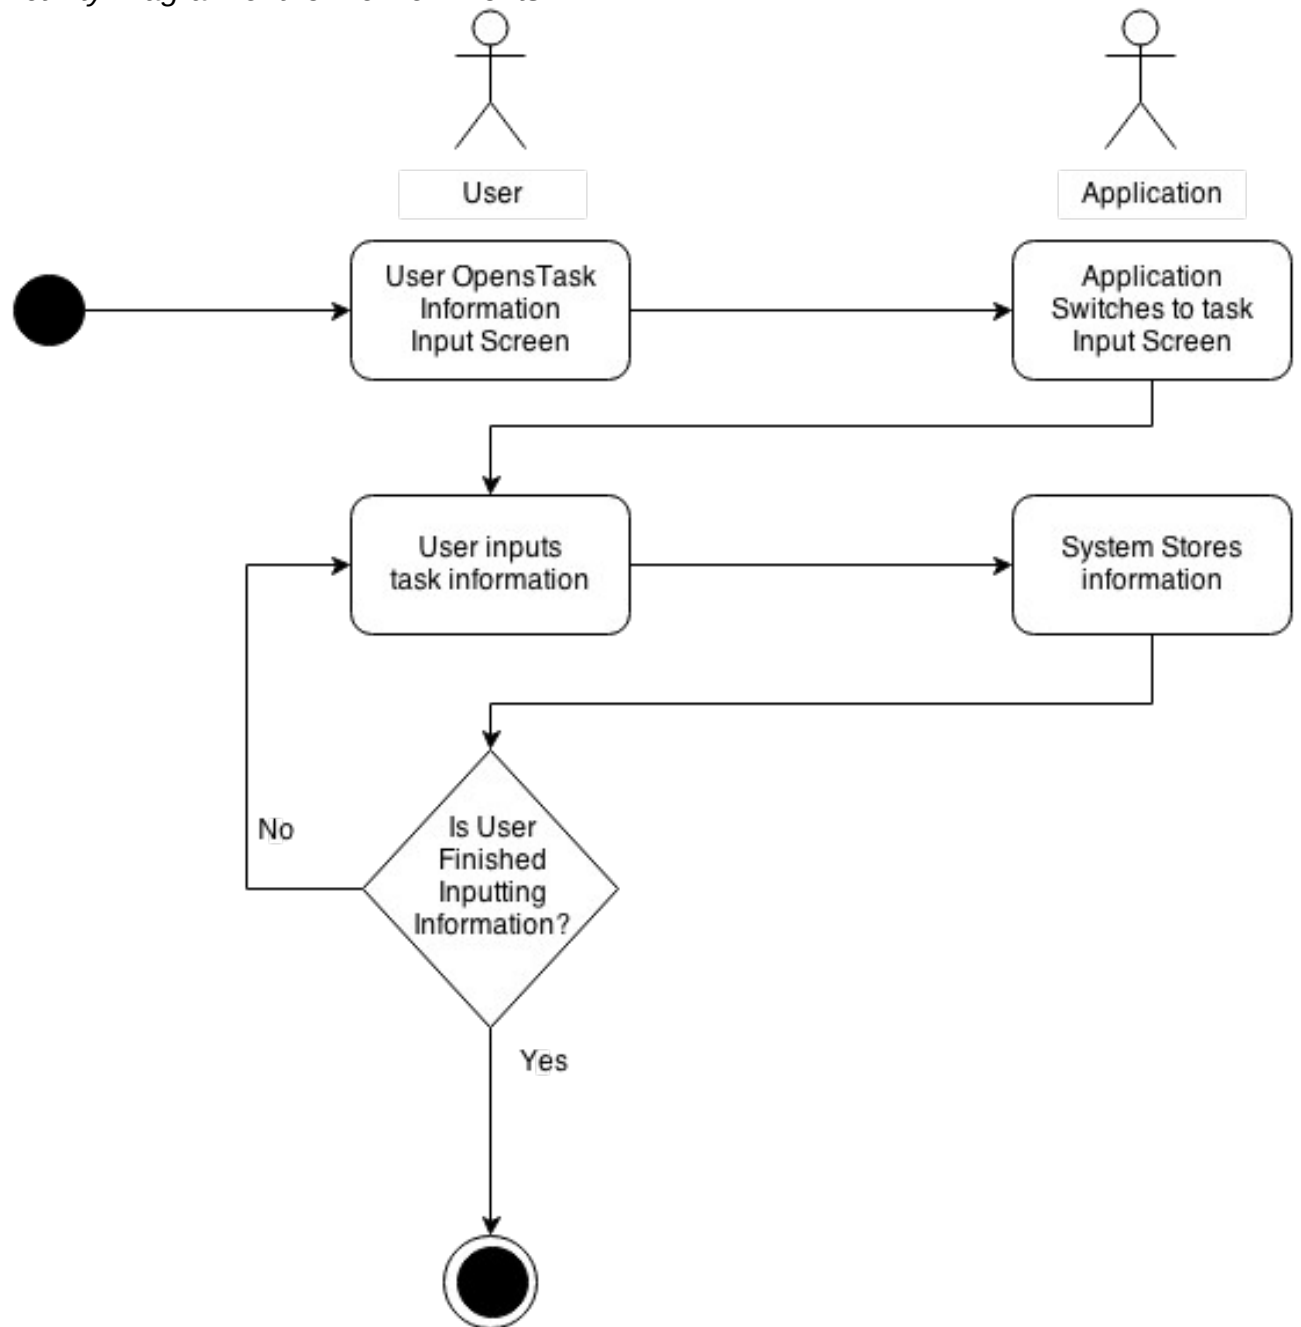 User
Application
User OpensTask
Information
Input Screen
Application
Switches to task
Input Screen
User inputs
task information
System Stores
information
No
Is User
Finished
Inputting
Information?
Yes